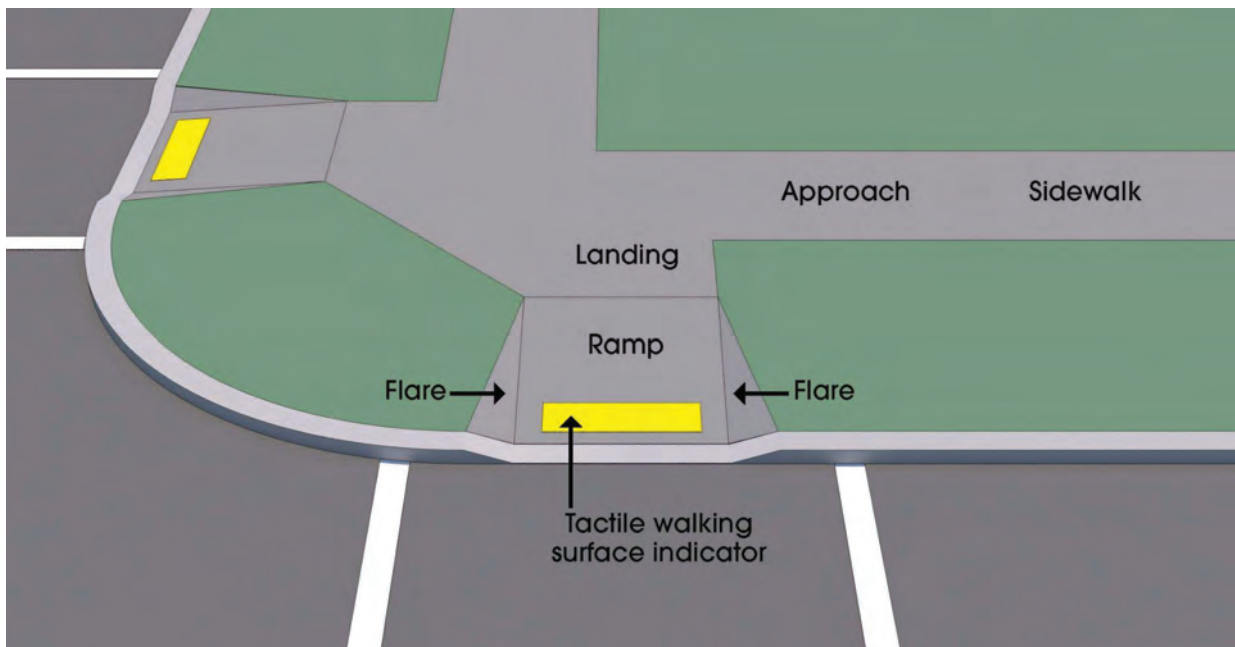 Approach
Sidewalk
Landing
Ramp
Flare
Flare
Tactile walking
surface indicator